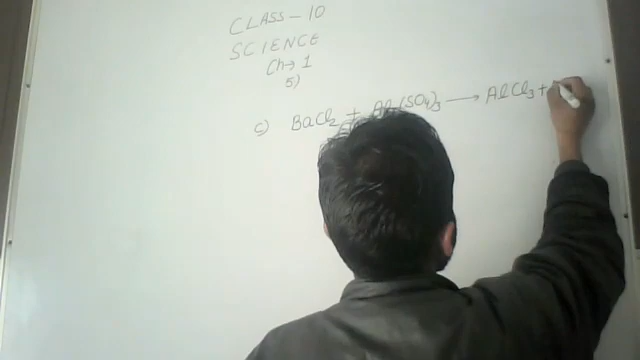 CLASS - 10
SCIENCE
Ch → 1
5)
c) BaCl2 + Al2(SO4)3 → AlCl3 +